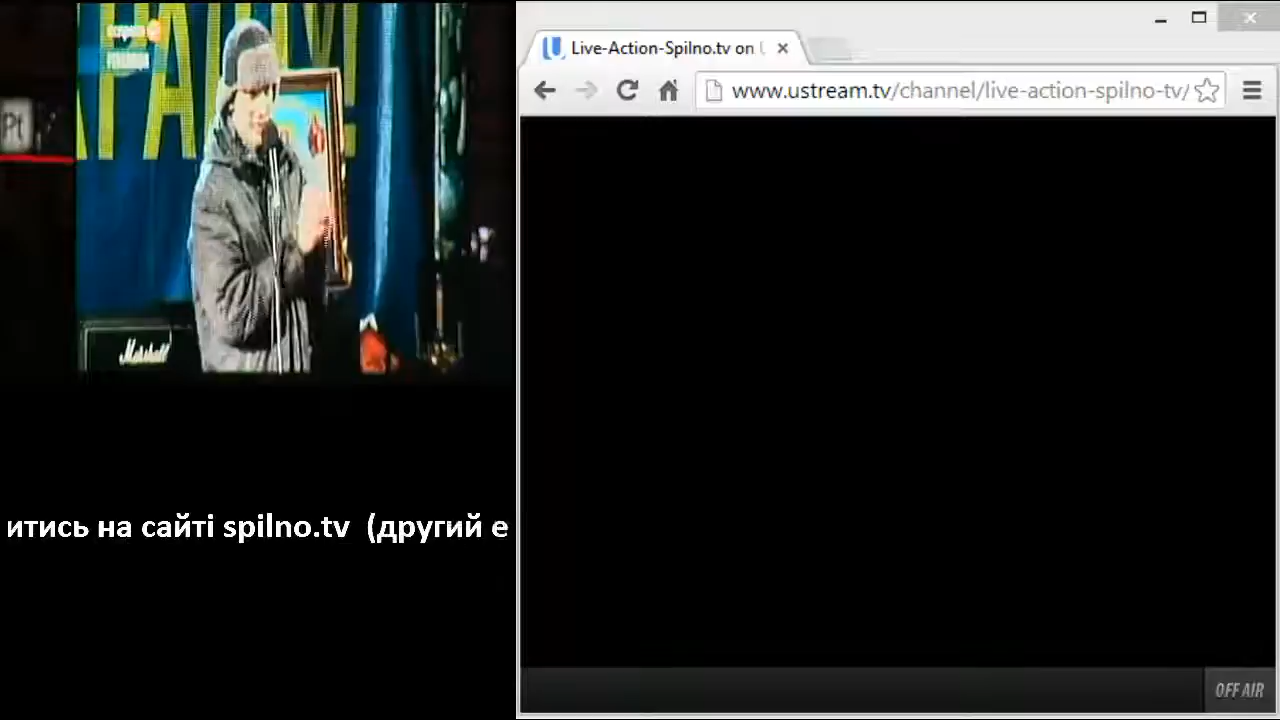 Pt
Marshall
итись на сайті spilno.tv (другий е
Live-Action-Spilno.tv on U
www.ustream.tv/channel/live-action-spilno-tv/
OFF AIR